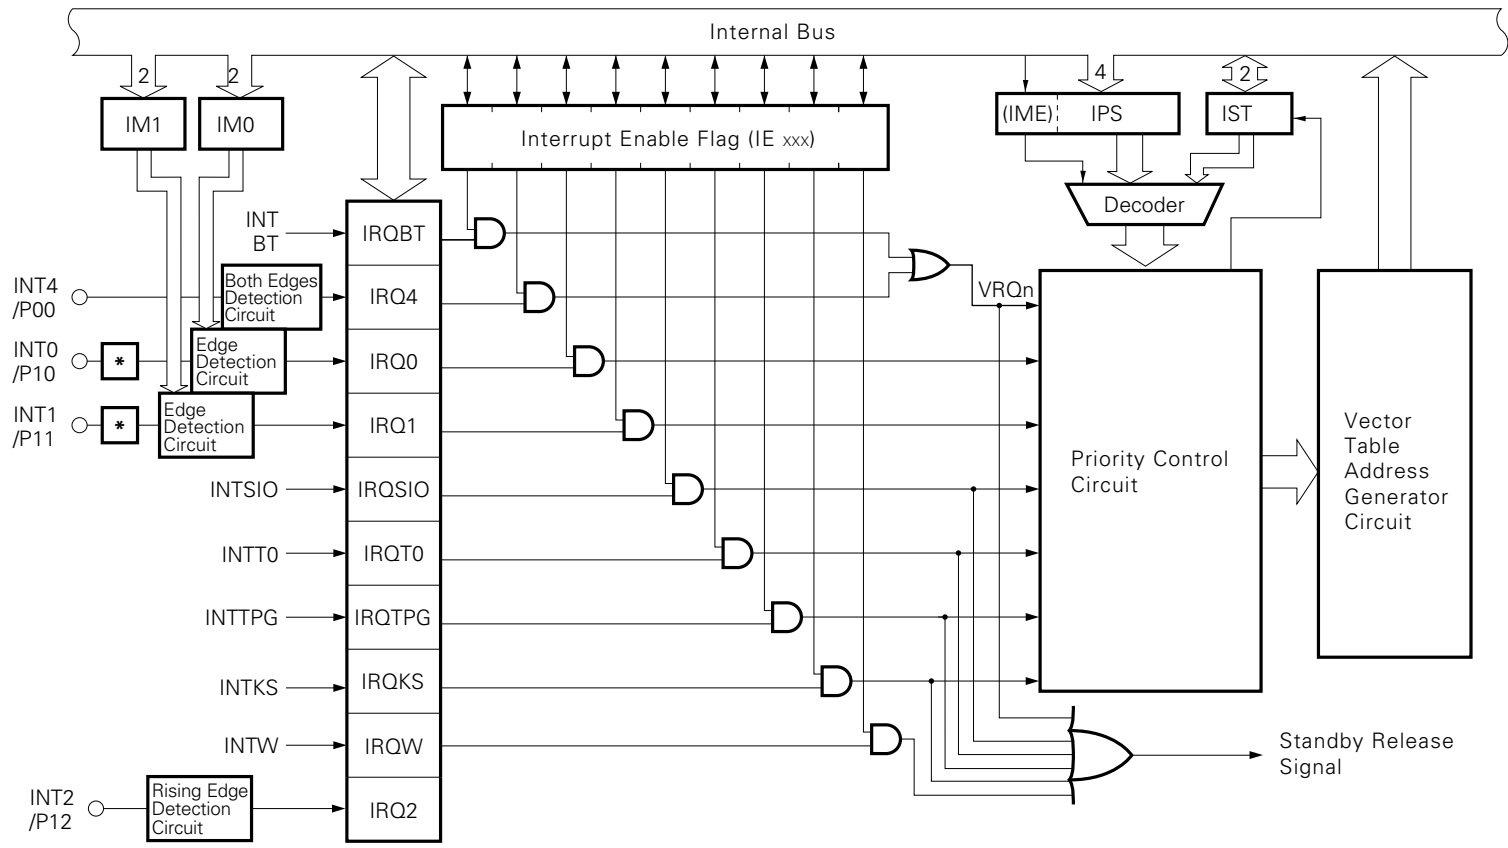 Internal Bus
2
2
4
2
IM1
IM0
Interrupt Enable Flag (IE xxx)
(IME)
IPS
IST
Decoder
INT
BT
IRQBT
INT4
/P00
Both Edges
Detection
Circuit
IRQ4
VRQn
INT0
/P10
*
Edge
Detection
Circuit
IRQ0
INT1
/P11
*
Edge
Detection
Circuit
IRQ1
Priority Control
Circuit
Vector
Table
Address
Generator
Circuit
INTSIO
IRQSIO
INTT0
IRQT0
INTTPG
IRQTPG
INTKS
IRQKS
INTW
IRQW
Standby Release
Signal
INT2
/P12
Rising Edge
Detection
Circuit
IRQ2